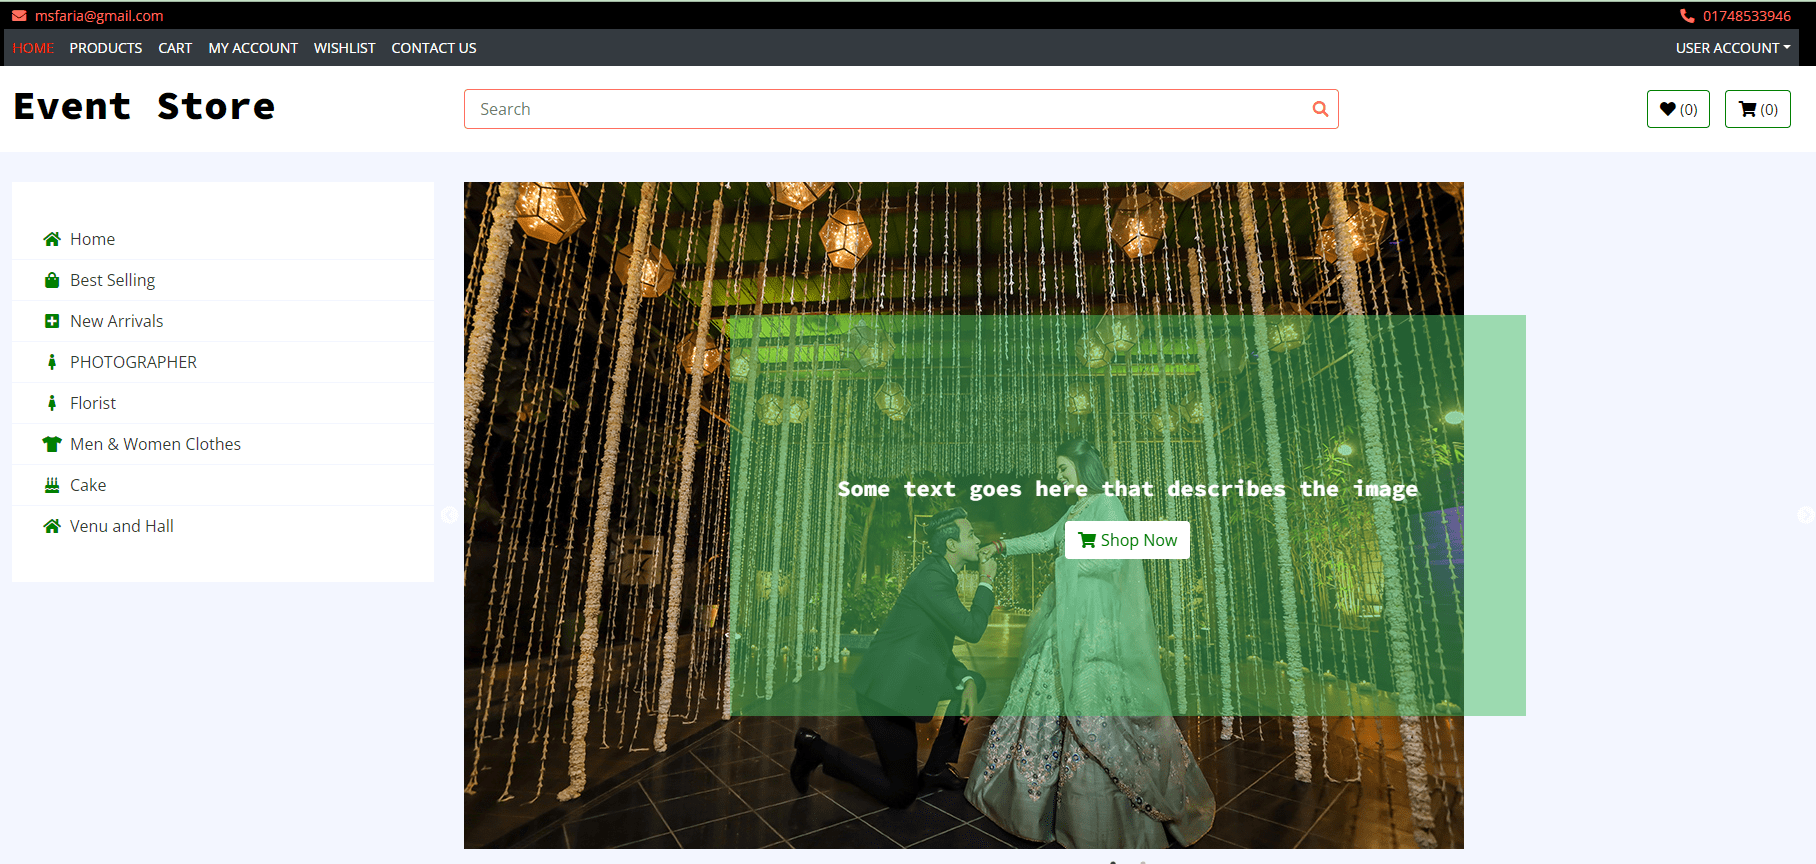 msfaria@gmail.com
01748533946
HOME PRODUCTS CART MY ACCOUNT WISHLIST CONTACT US
USER ACCOUNT
Event Store
Search
(0)
(0)
Home
Best Selling
New Arrivals
PHOTOGRAPHER
Florist
Men & Women Clothes
Cake
Venu and Hall
Some text goes here that describes the image
Shop Now